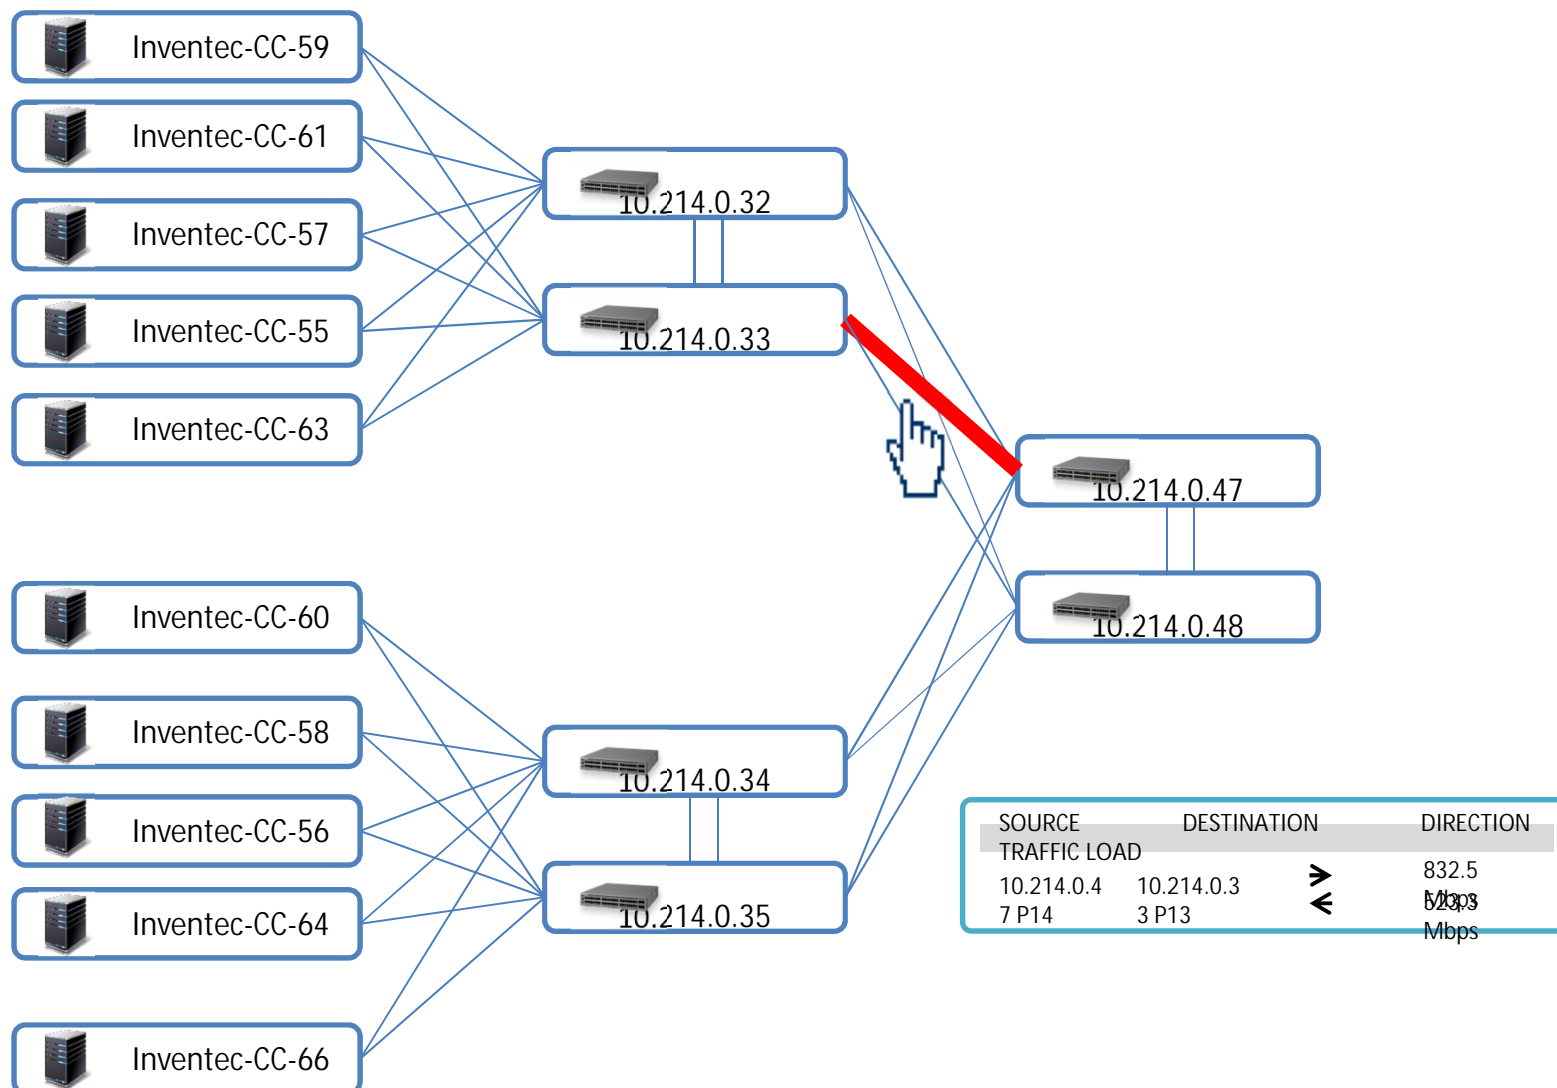 Inventec-CC-59
Inventec-CC-61
Inventec-CC-57
Inventec-CC-55
Inventec-CC-63
10.214.0.32
10.214.0.33
10.214.0.47
10.214.0.48
Inventec-CC-60
Inventec-CC-58
Inventec-CC-56
Inventec-CC-64
Inventec-CC-66
10.214.0.34
10.214.0.35
SOURCE DESTINATION DIRECTION
TRAFFIC LOAD
10.214.0.4 10.214.0.3 832.5
7 P14 3 P13 Mbps
523.3
Mbps